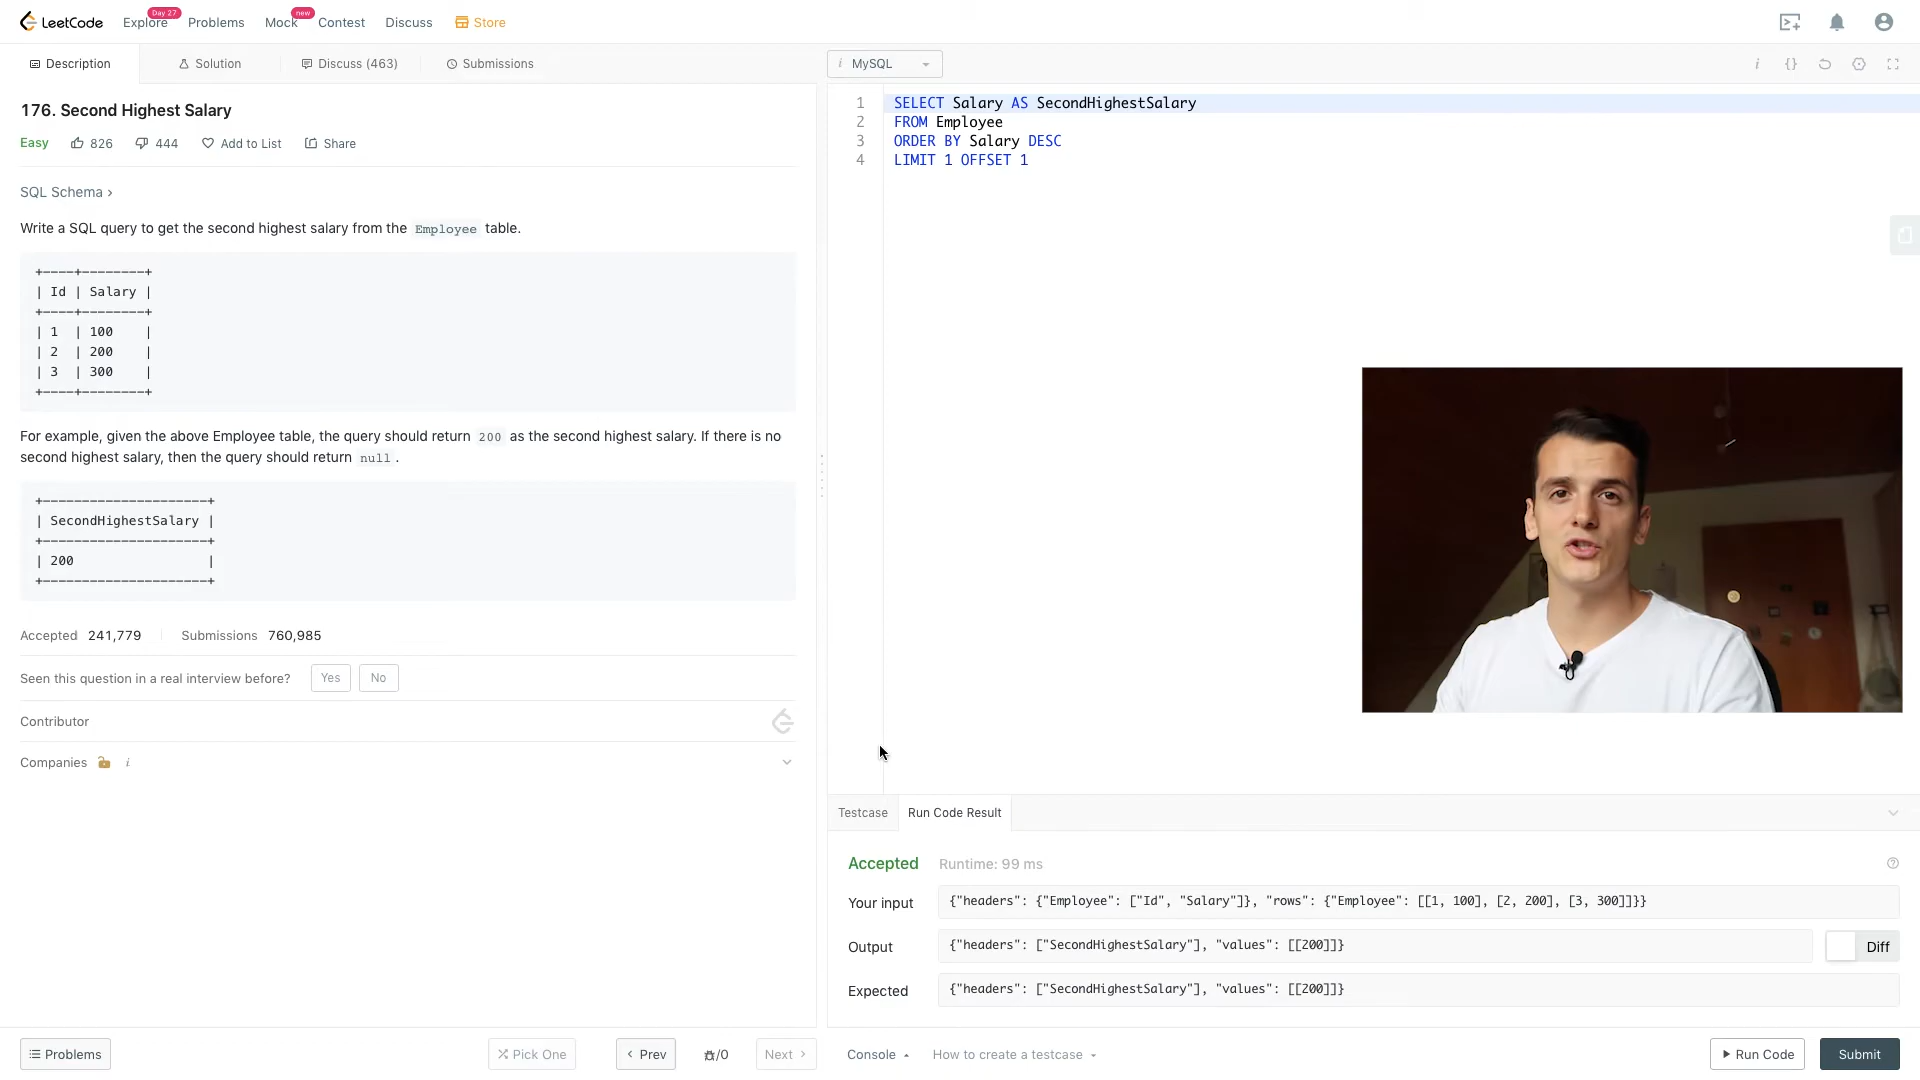 LeetCode Explore Day 27 Problems Mock new Contest Discuss Store
Description Solution Discuss (463) Submissions
176. Second Highest Salary
Easy 826 444 Add to List Share
SQL Schema ›
Write a SQL query to get the second highest salary from the Employee table.
+----+--------+
| Id | Salary |
+----+--------+
| 1 | 100 |
| 2 | 200 |
| 3 | 300 |
+----+--------+
For example, given the above Employee table, the query should return 200 as the second highest salary. If there is no
second highest salary, then the query should return null .
+---------------------+
| SecondHighestSalary |
+---------------------+
| 200 |
+---------------------+
Accepted 241,779 Submissions 760,985
Seen this question in a real interview before? Yes No
Contributor
Companies i
Problems Pick One ‹ Prev /0 Next ›
i MySQL i {}
1 SELECT Salary AS SecondHighestSalary
2 FROM Employee
3 ORDER BY Salary DESC
4 LIMIT 1 OFFSET 1
Testcase Run Code Result
Accepted Runtime: 99 ms
Your input {"headers": {"Employee": ["Id", "Salary"]}, "rows": {"Employee": [[1, 100], [2, 200], [3, 300]]}}
Output {"headers": ["SecondHighestSalary"], "values": [[200]]} Diff
Expected {"headers": ["SecondHighestSalary"], "values": [[200]]}
Console How to create a testcase Run Code Submit